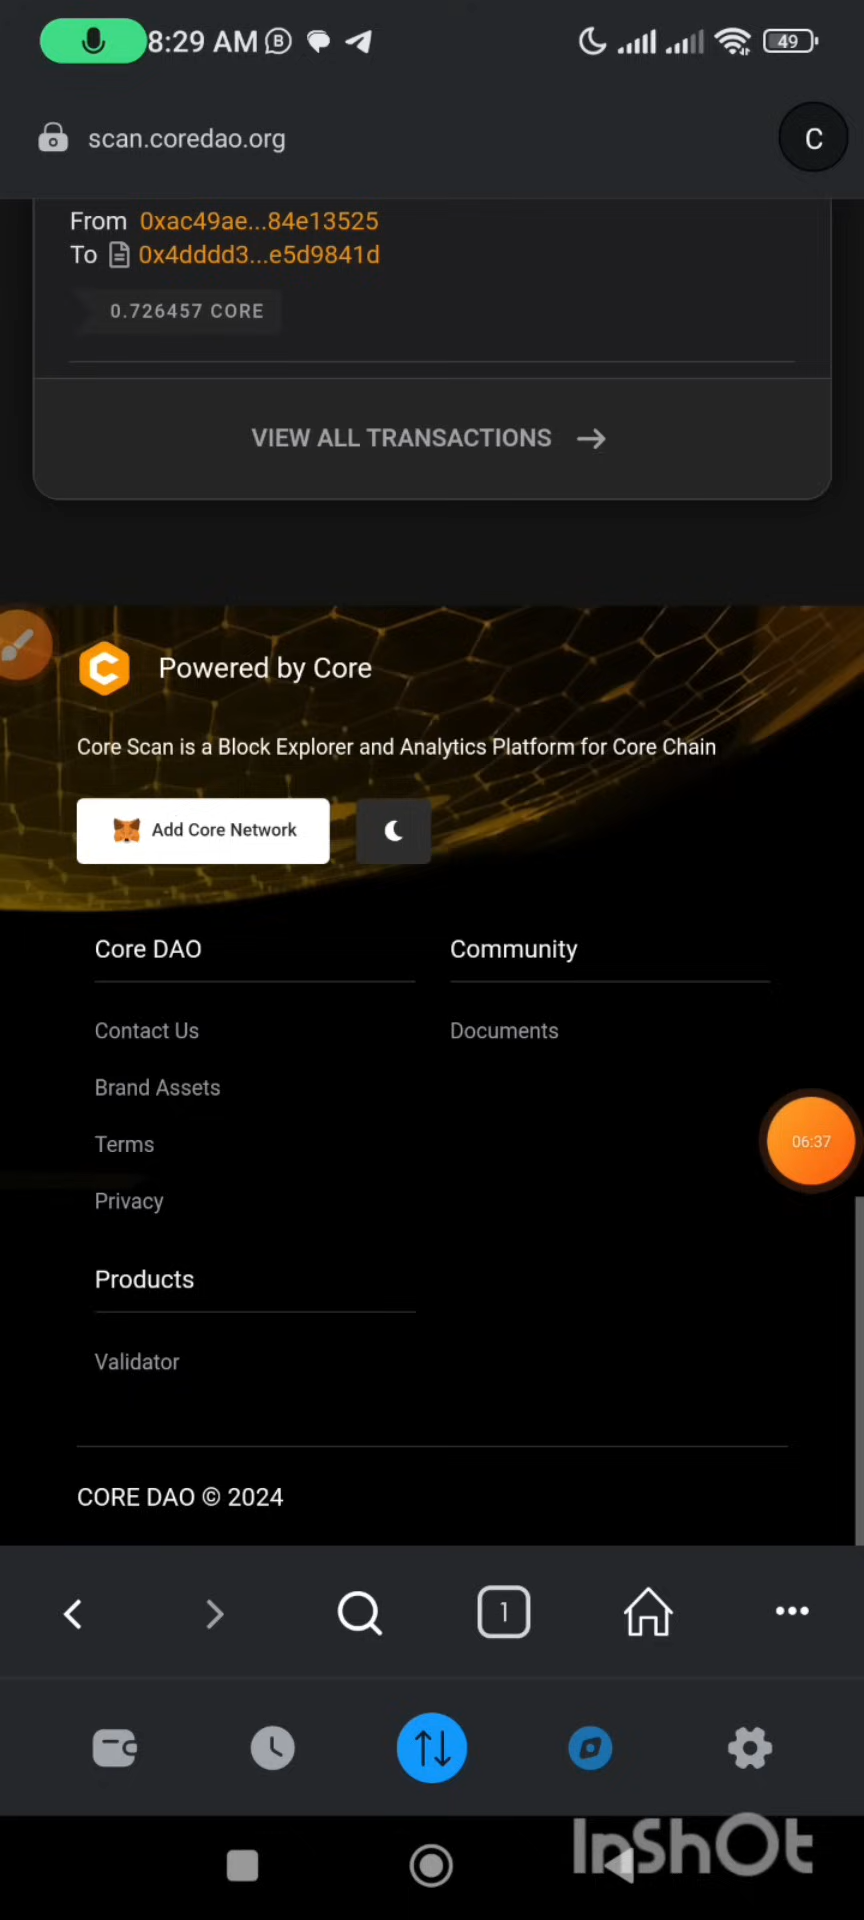 8:29 AM
49
scan.coredao.org
C
From 0xac49ae...84e13525
To 0x4dddd3...e5d9841d
0.726457 CORE
VIEW ALL TRANSACTIONS
Powered by Core
Core Scan is a Block Explorer and Analytics Platform for Core Chain
Add Core Network
Core DAO
Community
Contact Us
Documents
Brand Assets
Terms
06:37
Privacy
Products
Validator
CORE DAO © 2024
1
InShOt